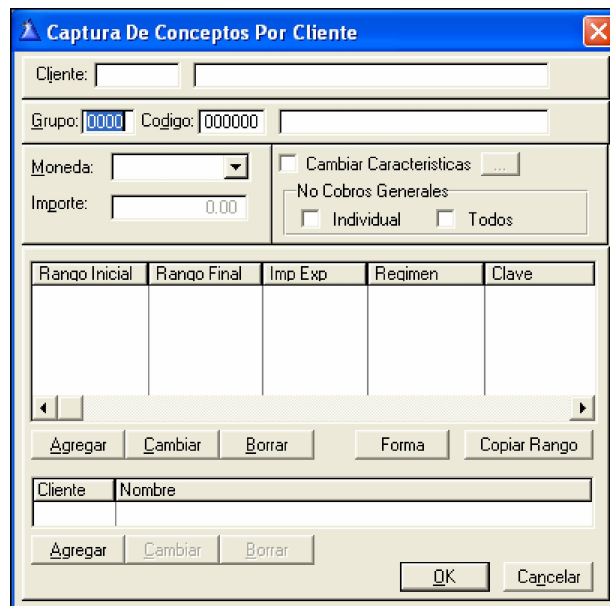 Captura De Conceptos Por Cliente
Cliente:
Grupo: 0000 Codigo: 000000
Moneda:
Cambiar Caracteristicas ...
No Cobros Generales
Importe: 0.00
Individual Todos
Rango Inicial Rango Final Imp Exp Regimen Clave
Agregar Cambiar Borrar Forma Copiar Rango
Cliente Nombre
Agregar Cambiar Borrar
OK Cancelar